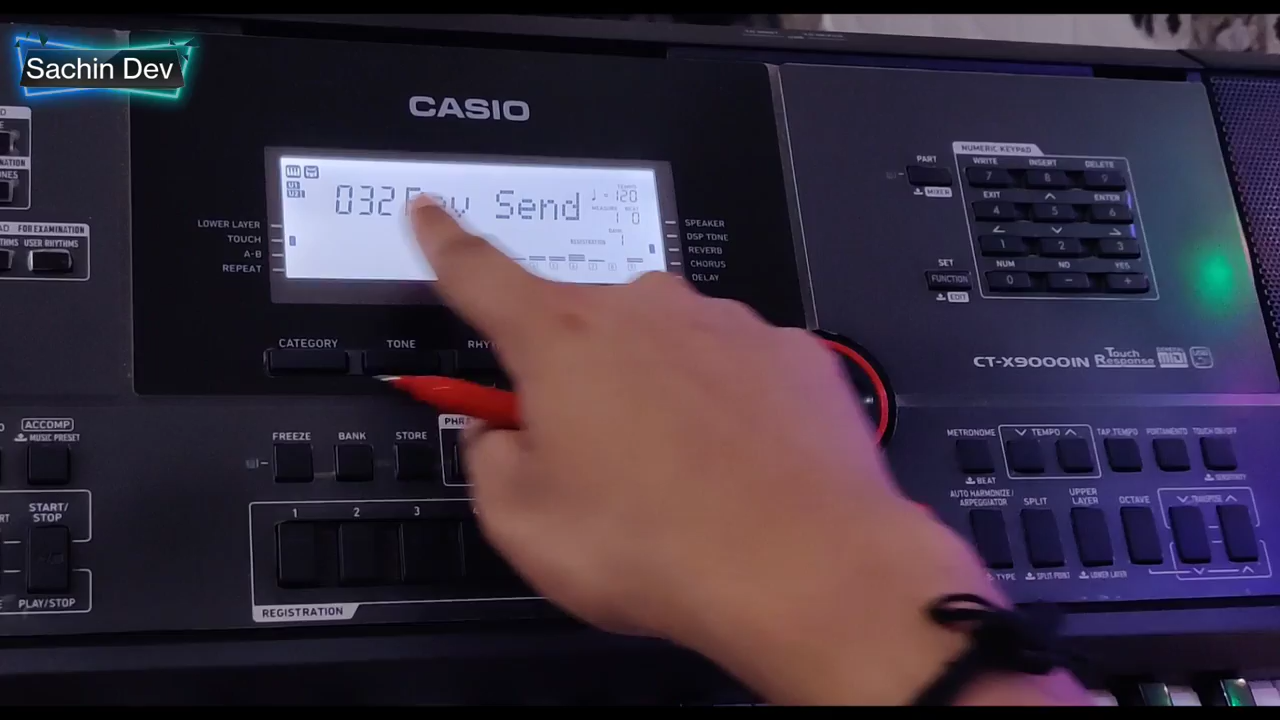 Sachin Dev
CASIO
032 Rev Send
TEMPO
= 120
MEASURE BEAT
1 0
BANK
REGISTRATION 1
LOWER LAYER
TOUCH
A-B
REPEAT
SPEAKER
DSP TONE
REVERB
CHORUS
DELAY
CATEGORY
TONE
FOR EXAMINATION
USER RHYTHMS
ACCOMP
MUSIC PRESET
START/
STOP
PLAY/STOP
FREEZE
BANK
STORE
1
2
3
REGISTRATION
PART
MIXER
SET
FUNCTION
EDIT
NUMERIC KEYPAD
WRITE INSERT DELETE
7 8 9
EXIT ENTER
4 5 6
1 2 3
NUM NO YES
0 - +
CT-X9000IN Touch Response GENERAL MIDI
METRONOME
BEAT
TEMPO
TAP TEMPO
PORTAMENTO
TOUCH ON/OFF
SENSITIVITY
AUTO HARMONIZE/
ARPEGGIATOR
TYPE
SPLIT
SPLIT POINT
UPPER
LAYER
LOWER LAYER
OCTAVE
TRANSPOSE